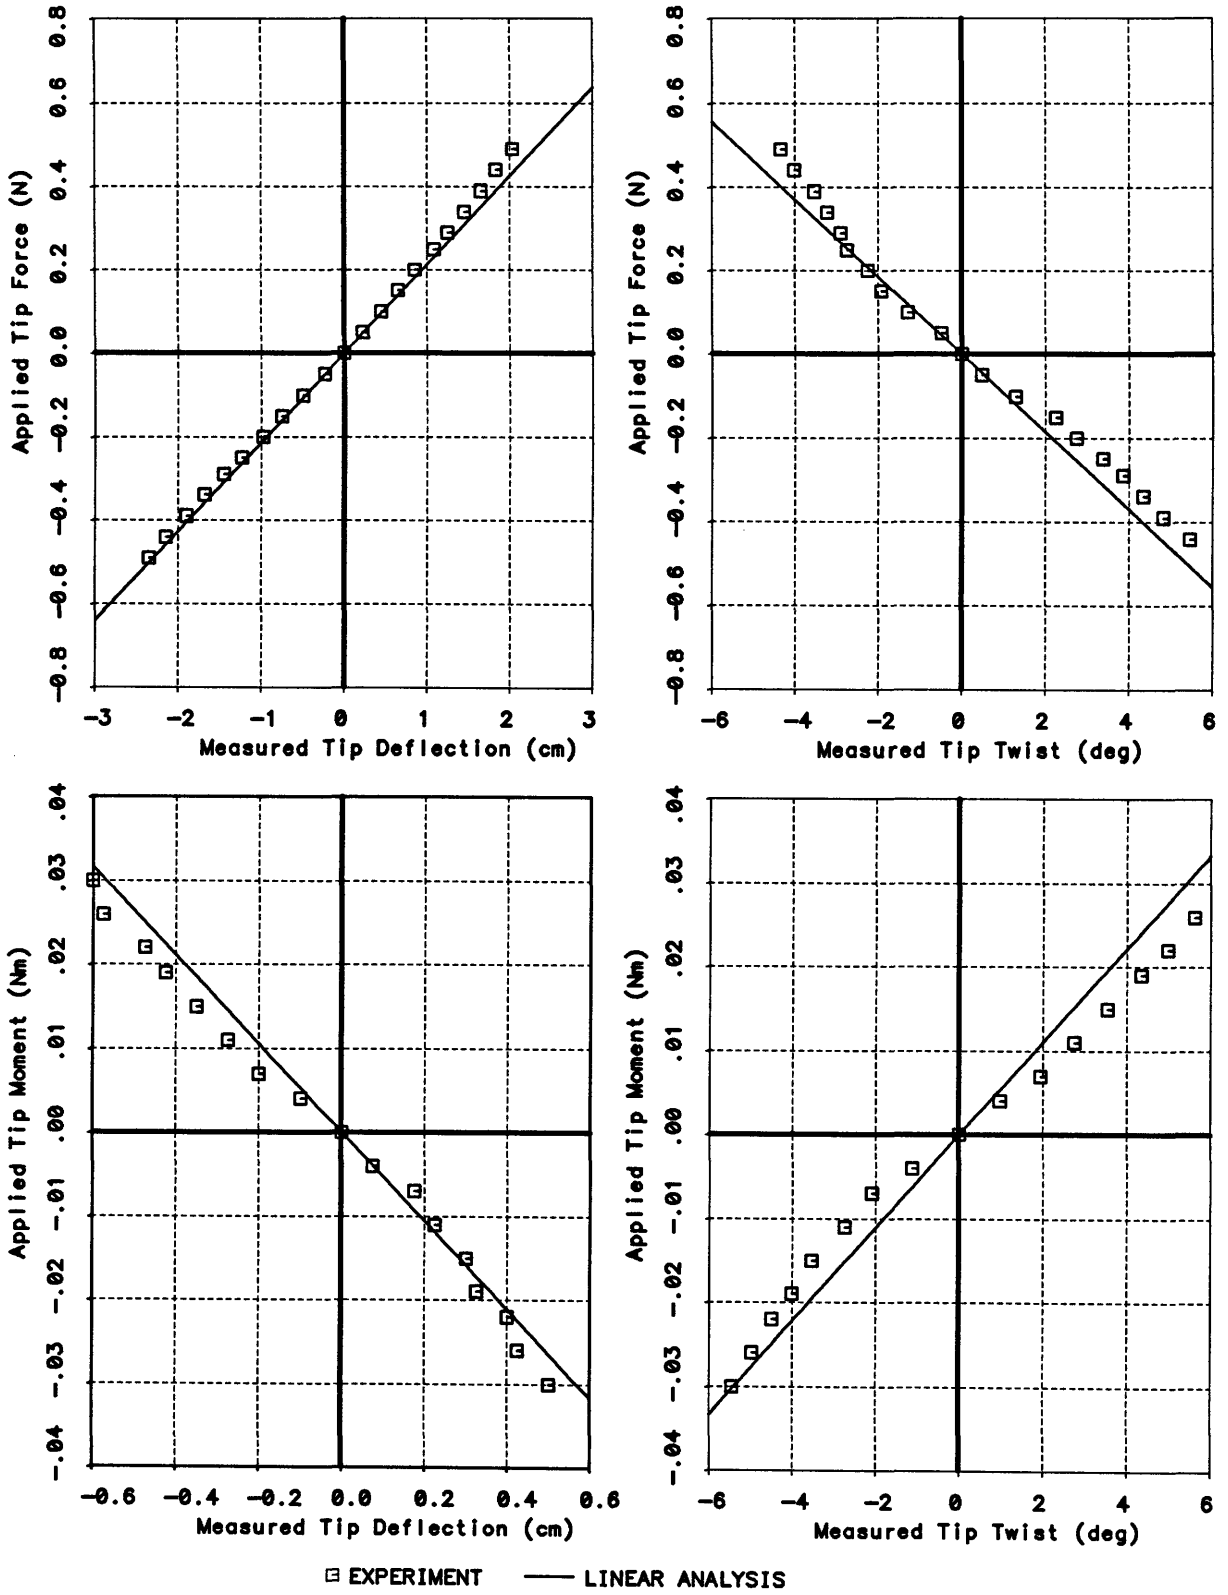 Applied Tip Force (N)
0.8
0.6
0.4
0.2
0.0
-0.2
-0.4
-0.6
-0.8
-3 -2 -1 0 1 2 3
Measured Tip Deflection (cm)
Applied Tip Force (N)
0.8
0.6
0.4
0.2
0.0
-0.2
-0.4
-0.6
-0.8
-6 -4 -2 0 2 4 6
Measured Tip Twist (deg)
Applied Tip Moment (Nm)
.04
.03
.02
.01
.00
-.01
-.02
-.03
-.04
-0.6 -0.4 -0.2 0.0 0.2 0.4 0.6
Measured Tip Deflection (cm)
Applied Tip Moment (Nm)
.04
.03
.02
.01
.00
-.01
-.02
-.03
-.04
-6 -4 -2 0 2 4 6
Measured Tip Twist (deg)
EXPERIMENT LINEAR ANALYSIS